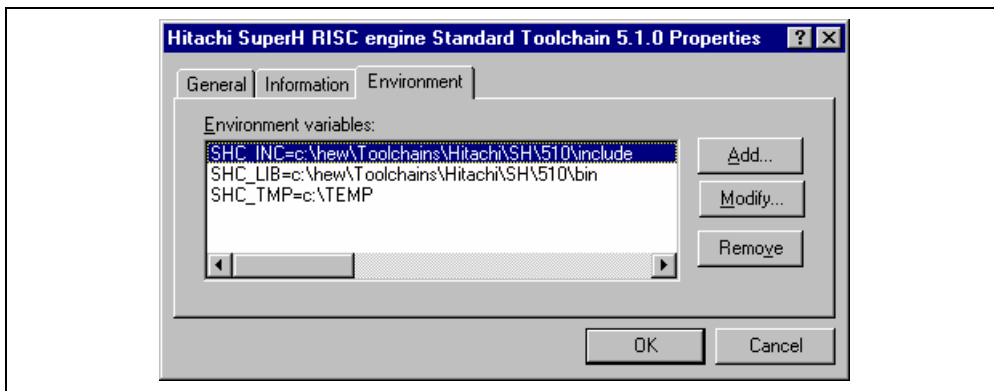 Hitachi SuperH RISC engine Standard Toolchain 5.1.0 Properties ? X
General Information Environment
Environment variables:
SHC_INC=c:\hew\Toolchains\Hitachi\SH\510\include
SHC_LIB=c:\hew\Toolchains\Hitachi\SH\510\bin
SHC_TMP=c:\TEMP
Add...
Modify...
Remove
OK Cancel